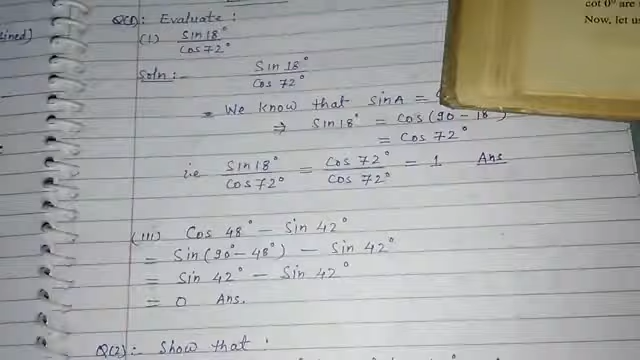 Q(1): Evaluate:
(1) Sin 18° / Cos 72°
Soln:- Sin 18° / Cos 72°
= We know that sin A =
⇒ Sin 18° = Cos (90 - 18°)
= Cos 72°
i.e Sin 18° / Cos 72° = Cos 72° / Cos 72° = 1 Ans
(111) Cos 48° - Sin 42°
= Sin (90° - 48°) - Sin 42°
= Sin 42° - Sin 42°
= 0 Ans.
Q(2):- Show that:
cot 0° are
Now, let us